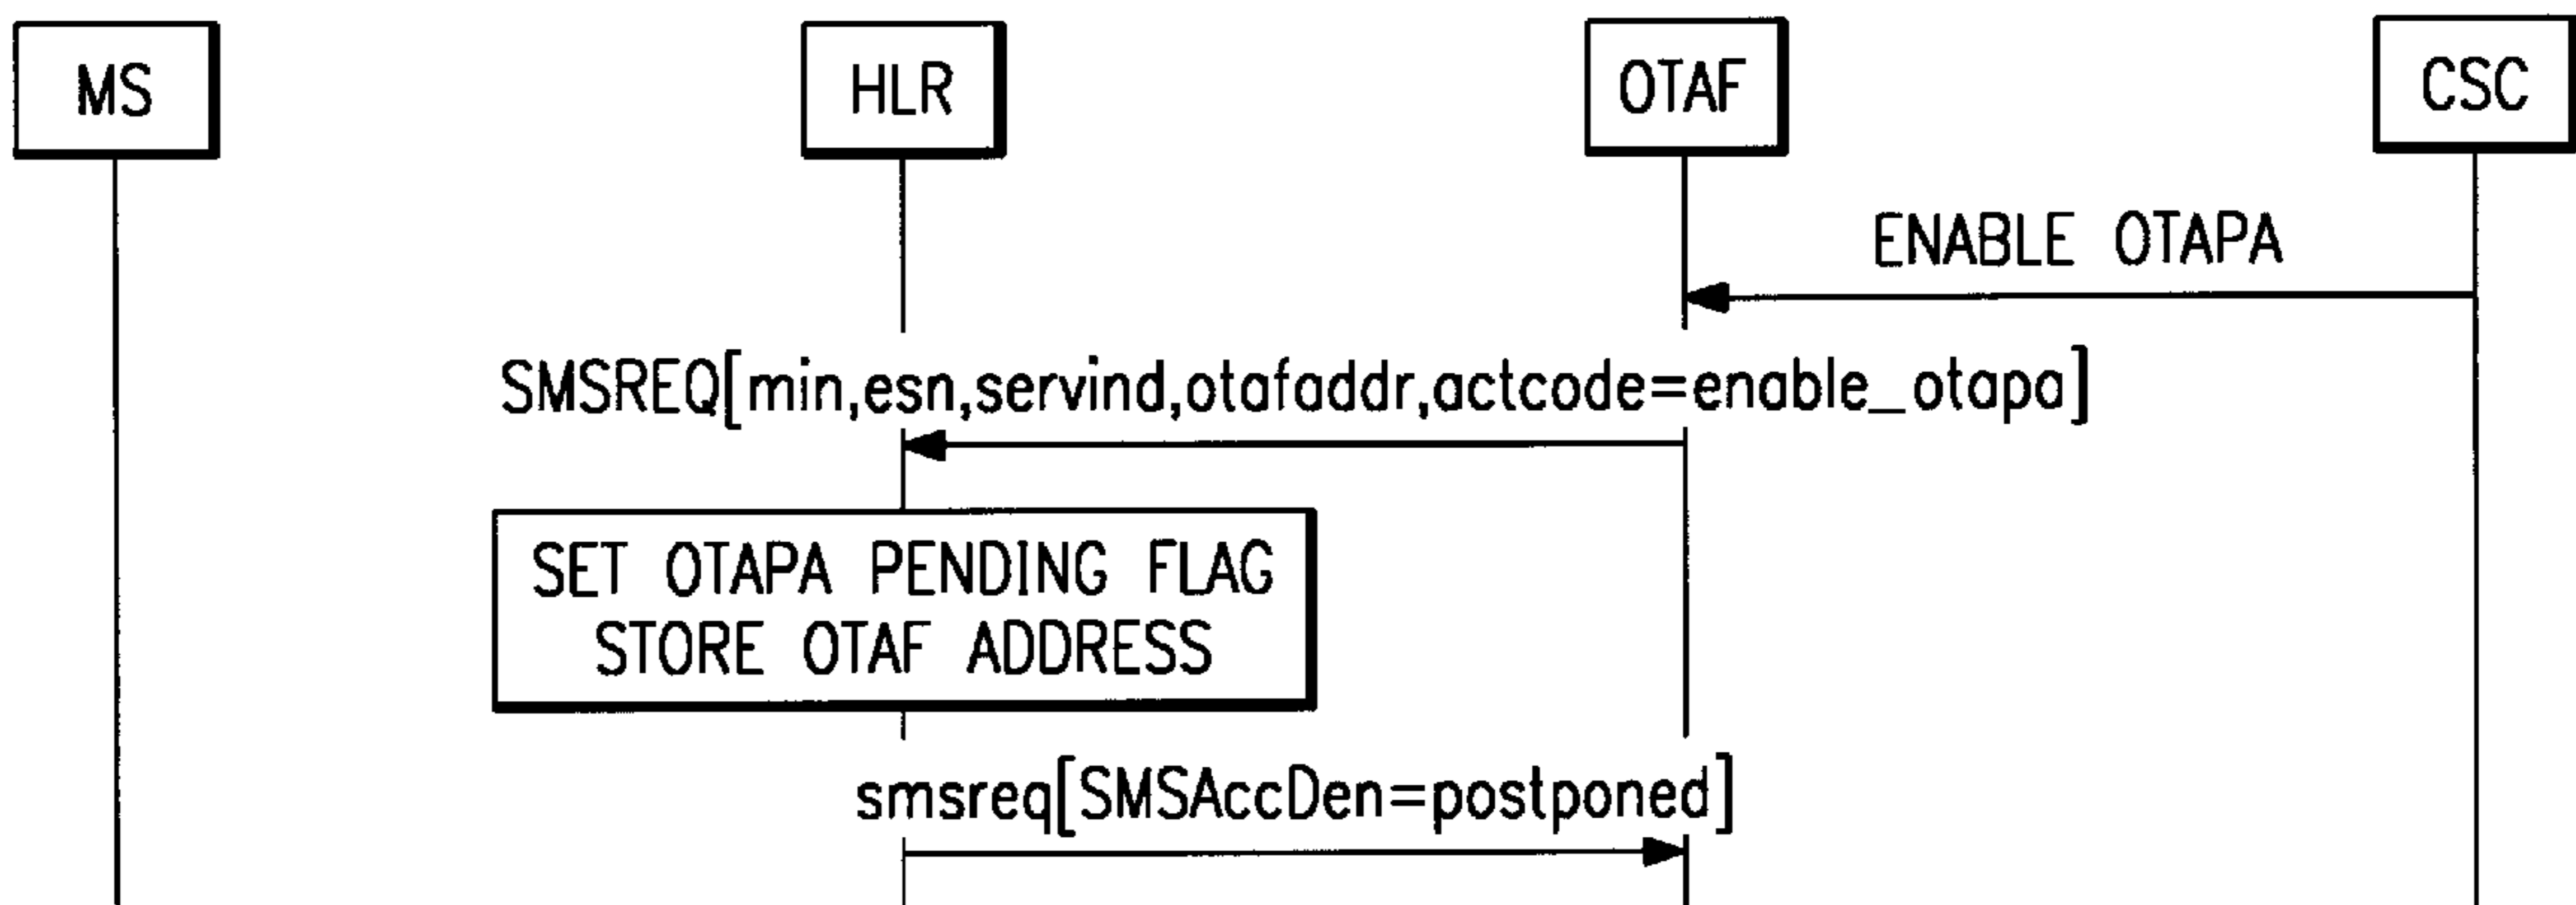 MS
HLR
OTAF
CSC
ENABLE OTAPA
SMSREQ[min,esn,servind,otafaddr,actcode=enable_otapa]
SET OTAPA PENDING FLAG
STORE OTAF ADDRESS
smsreq[SMSAccDen=postponed]